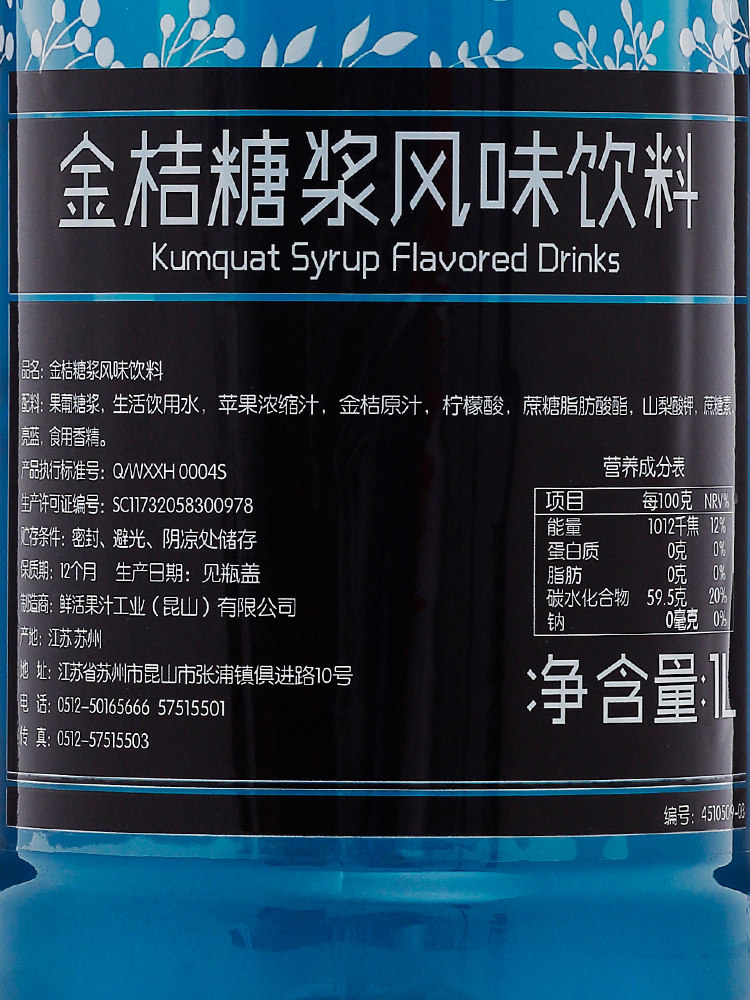 金桔糖浆风味饮料
Kumquat Syrup Flavored Drinks
品名：金桔糖浆风味饮料
配料：果葡糖浆，生活饮用水，苹果浓缩汁，金桔原汁，柠檬酸，蔗糖脂肪酸酯，山梨酸钾，蔗糖素，
亮蓝，食用香精。
产品执行标准号：Q/WXXH 0004S
生产许可证编号：SC11732058300978
贮存条件：密封、避光、阴凉处储存
保质期：12个月 生产日期：见瓶盖
制造商：鲜活果汁工业（昆山）有限公司
产地：江苏苏州
地 址：江苏省苏州市昆山市张浦镇俱进路10号
电 话：0512-50165666 57515501
传 真：0512-57515503
营养成分表
项目 每100克 NRV%
能量 1012千焦 12%
蛋白质 0克 0%
脂肪 0克 0%
碳水化合物 59.5克 20%
钠 0毫克 0%
净含量：1L
编号：4510509-03